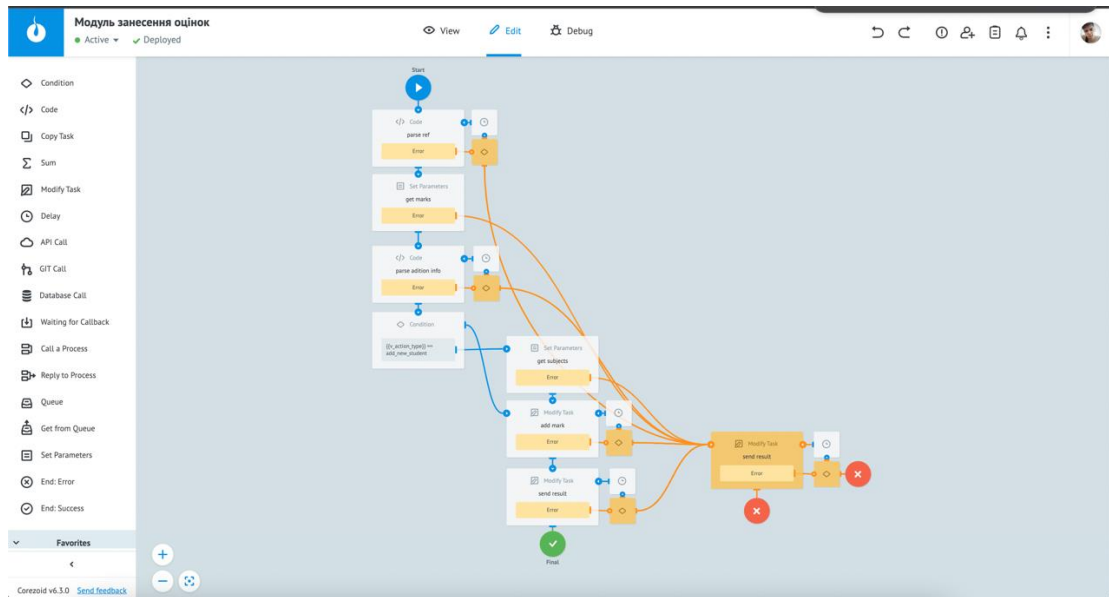 Модуль занесення оцінок
Active
Deployed
View
Edit
Debug
Condition
Code
Copy Task
Sum
Modify Task
Delay
API Call
GIT Call
Database Call
Waiting for Callback
Call a Process
Reply to Process
Queue
Get from Queue
Set Parameters
End: Error
End: Success
Favorites
Corezoid v6.3.0 Send feedback
Start
</> Code
parse ref
Error
Set Parameters
get marks
Error
</> Code
parse adition info
Error
Condition
{{v_action_type}} ==
add_new_student
Set Parameters
get subjects
Error
Modify Task
add mark
Error
Modify Task
send result
Error
Final
Modify Task
send result
Error